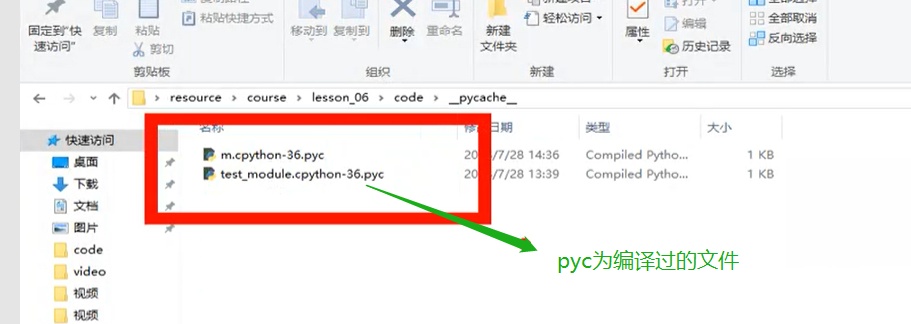 固定到"快
速访问"
复制
粘贴
粘贴快捷方式
剪切
移动到
复制到
删除
重命名
新建
文件夹
轻松访问
属性
打开
编辑
历史记录
全部取消
反向选择
剪贴板
组织
新建
打开
选择
resource > course > lesson_06 > code > __pycache__
快速访问
桌面
下载
文档
图片
code
video
视频
视频
名称
日期
类型
大小
m.cpython-36.pyc
/7/28 14:36
Compiled Pytho...
1 KB
test_module.cpython-36.pyc
/7/28 13:39
Compiled Pytho...
1 KB
pyc为编译过的文件